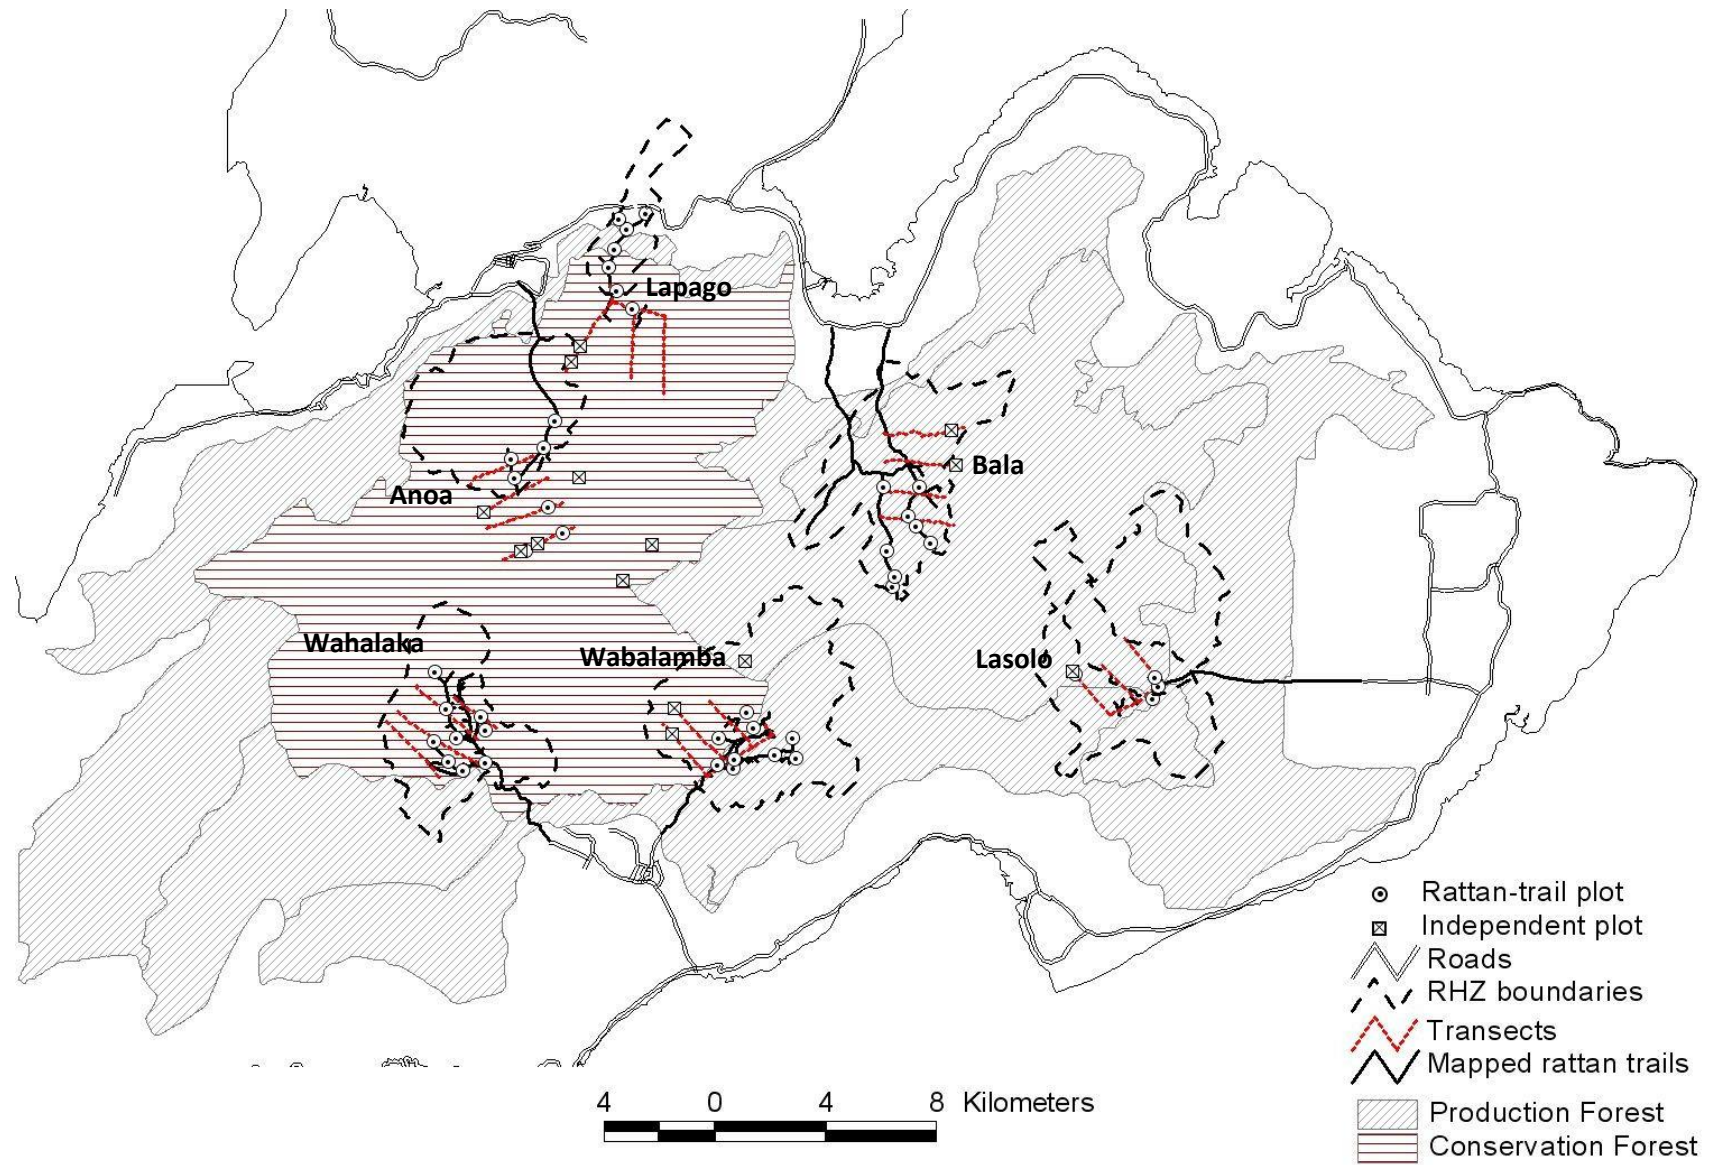 Lapago
Anoa
Bala
Wahalaka
Wabalamba
Lasolo
Rattan-trail plot
Independent plot
Roads
RHZ boundaries
Transects
Mapped rattan trails
4 0 4 8 Kilometers
Production Forest
Conservation Forest